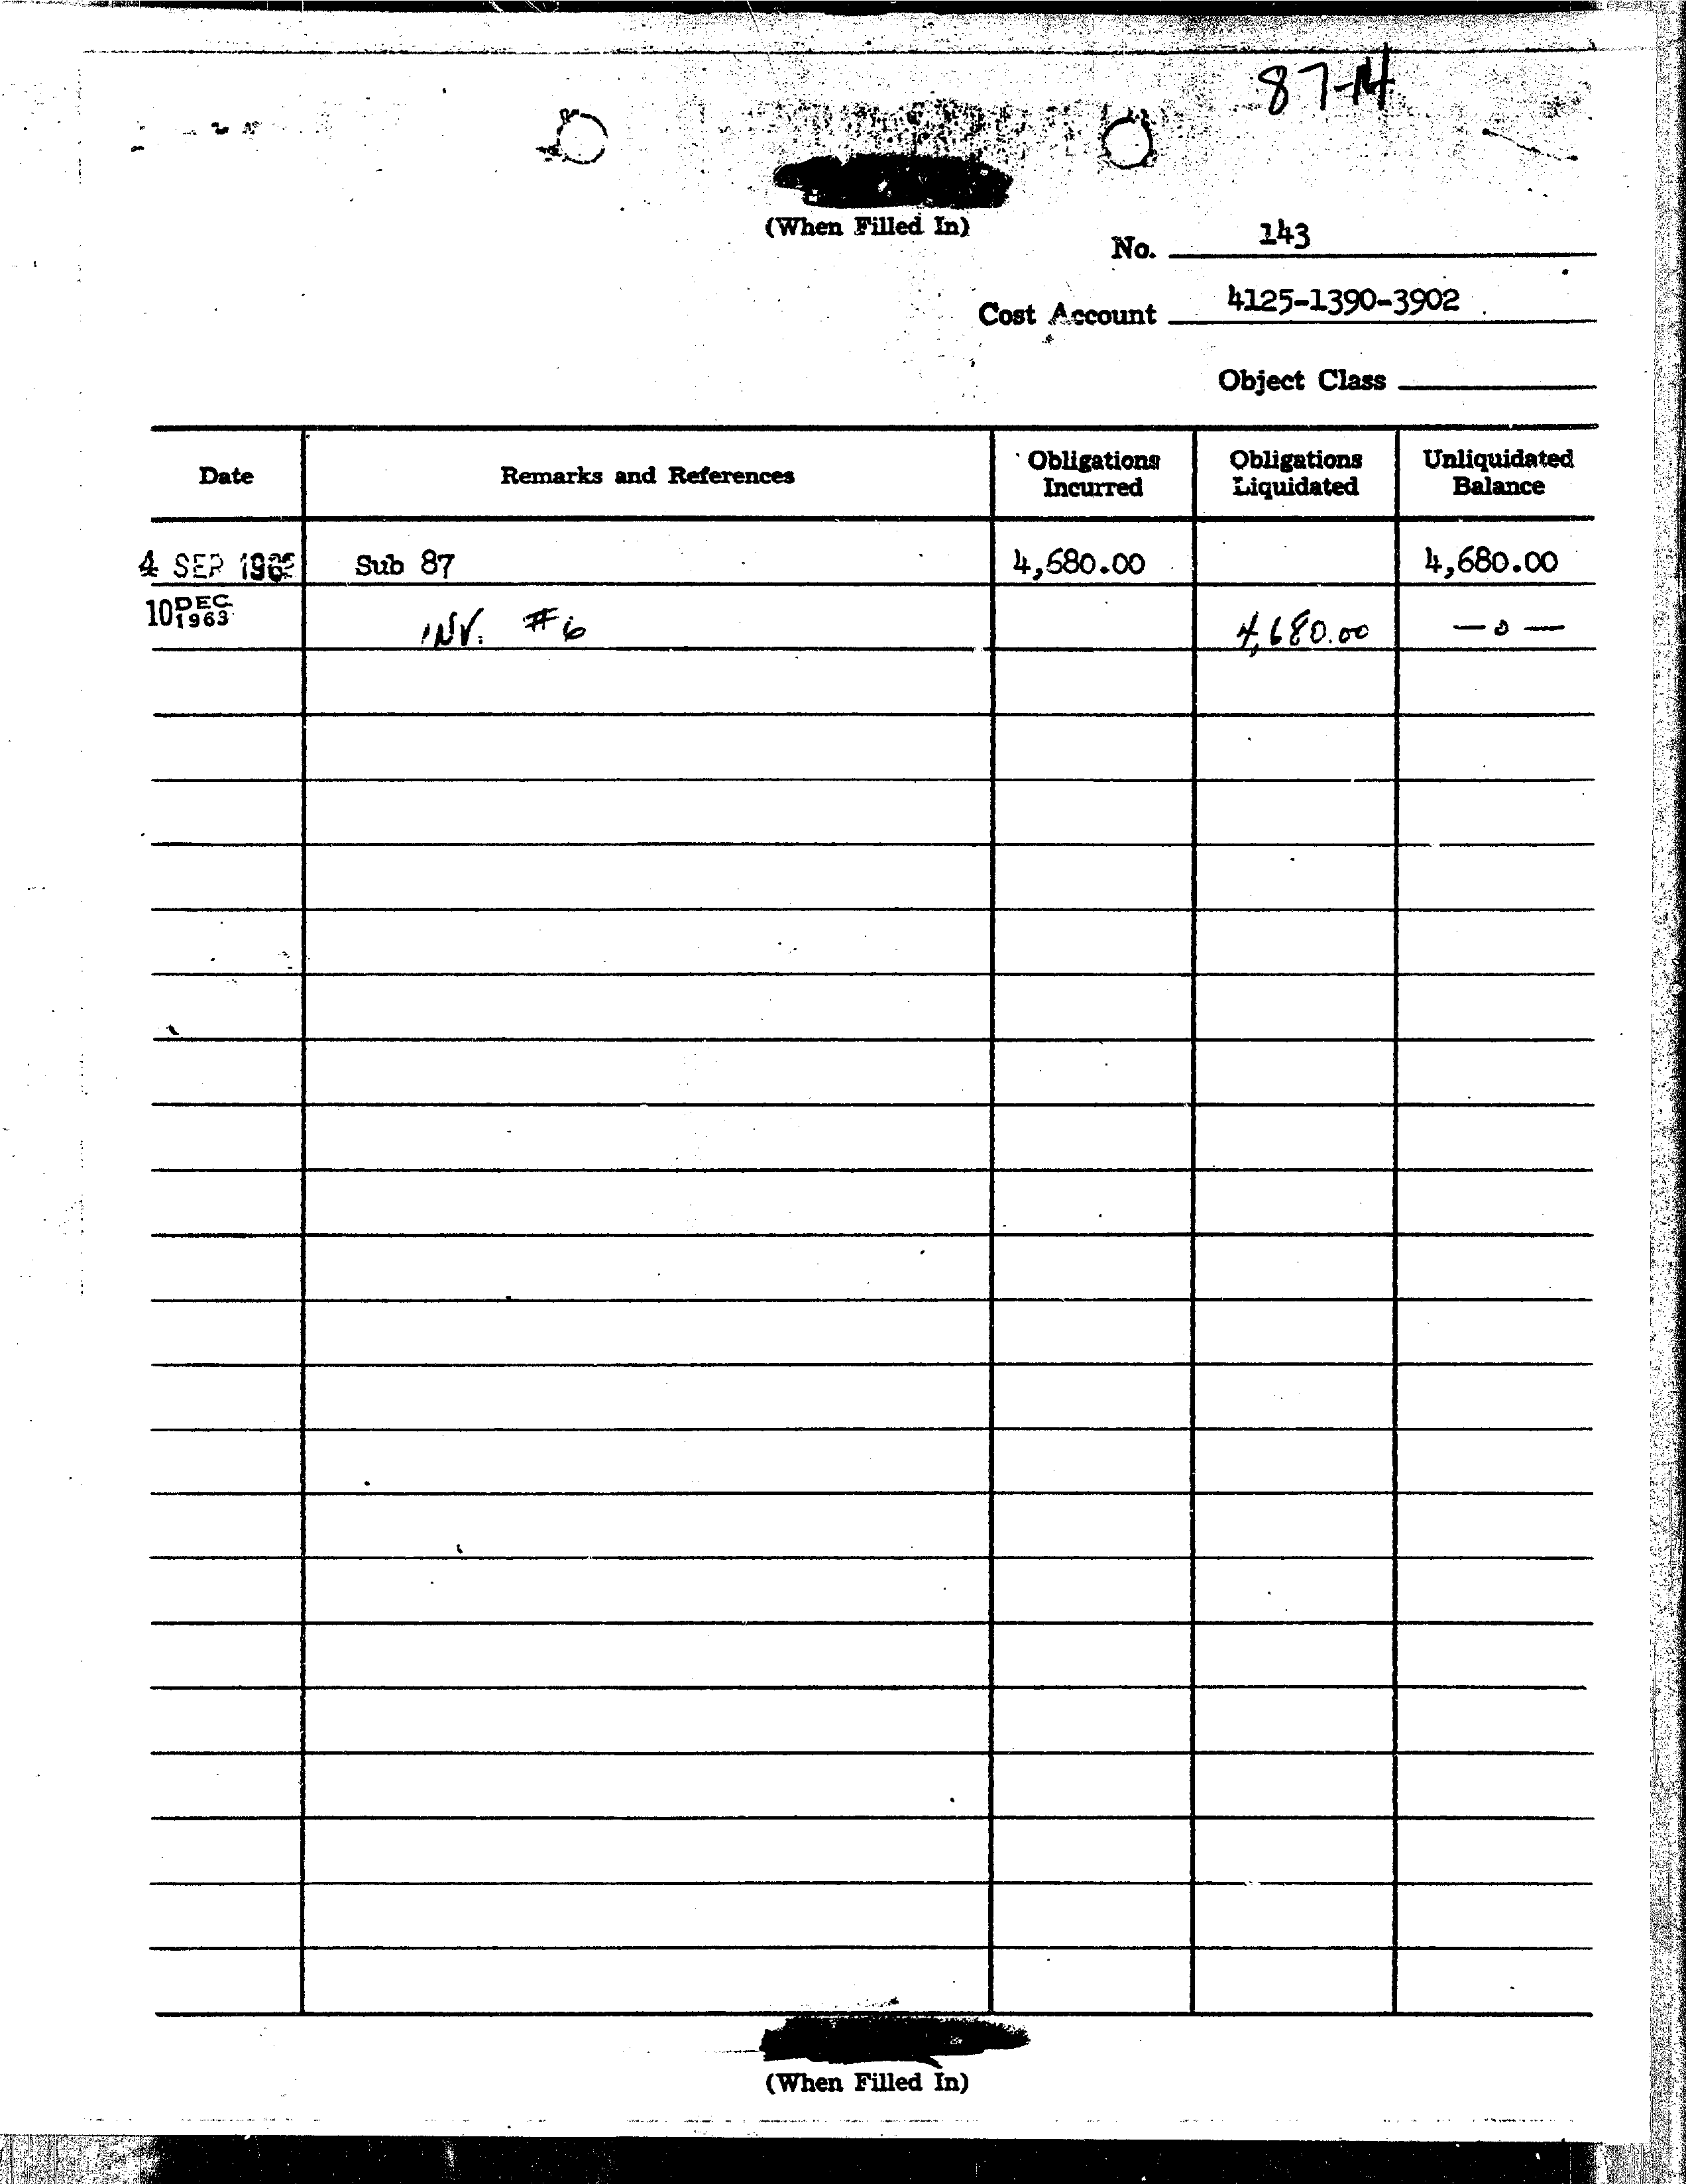 87-14
(When Filled In)
No. 143
Cost Account 4125-1390-3902
Object Class
Date Remarks and References Obligations Incurred Obligations Liquidated Unliquidated Balance
4 SEP Sub 87 4,680.00 4,680.00
10 DEC 1963 INV. #6 4,680.00 —0—
(When Filled In)